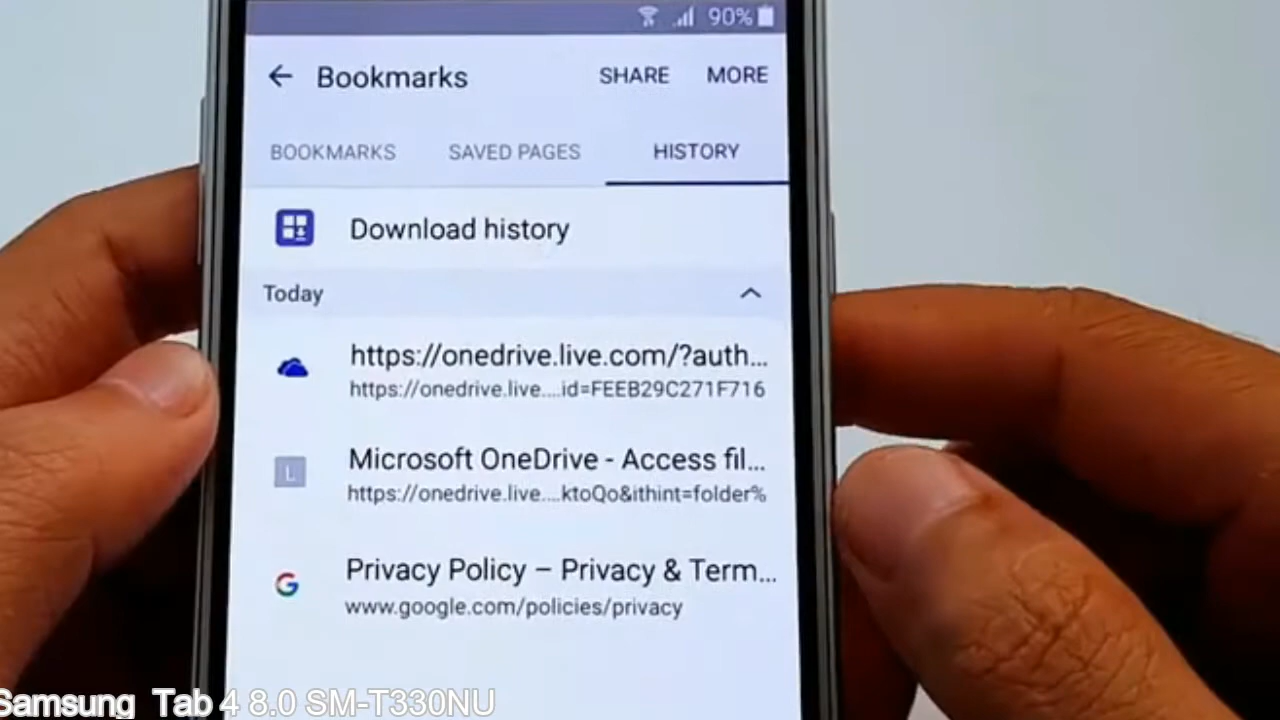 90%
Bookmarks SHARE MORE
BOOKMARKS SAVED PAGES HISTORY
Download history
Today
https://onedrive.live.com/?auth...
https://onedrive.live....id=FEEB29C271F716
L
Microsoft OneDrive - Access fil...
https://onedrive.live....ktoQo&ithint=folder%
G
Privacy Policy – Privacy & Term...
www.google.com/policies/privacy
Samsung Tab 4 8.0 SM-T330NU